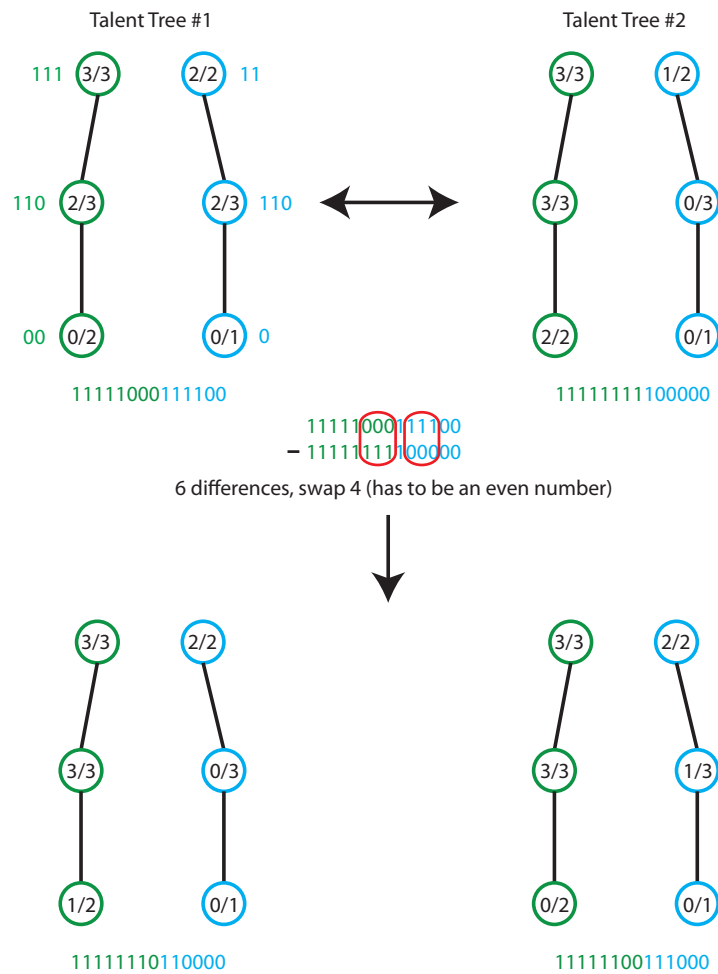 Talent Tree #1 Talent Tree #2
111 3/3 2/2 11 3/3 1/2
110 2/3 2/3 110 3/3 0/3
00 0/2 0/1 0 2/2 0/1
11111000111100 11111111100000
11111000111100
– 11111111100000
6 differences, swap 4 (has to be an even number)
3/3 2/2 3/3 2/2
3/3 0/3 3/3 1/3
1/2 0/1 0/2 0/1
11111110110000 11111100111000